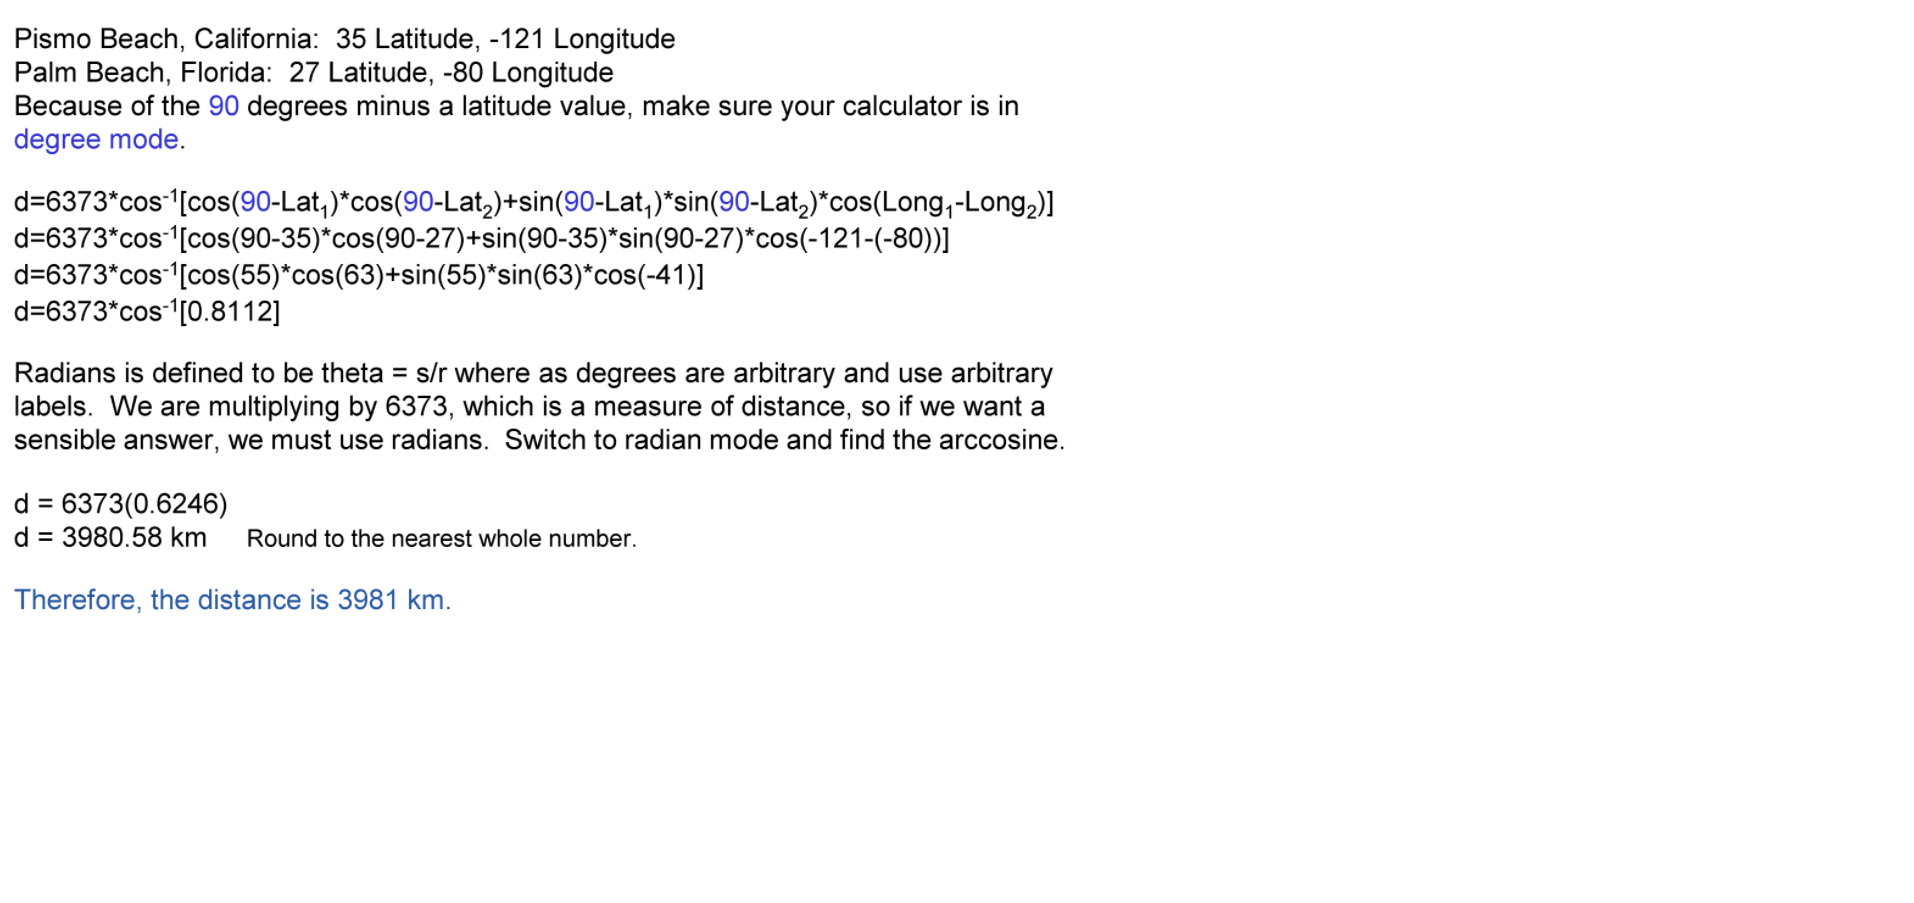 Pismo Beach, California:  35 Latitude, -121 Longitude
Palm Beach, Florida:  27 Latitude, -80 Longitude
Because of the 90 degrees minus a latitude value, make sure your calculator is in
degree mode.
d=6373*cos⁻¹[cos(90-Lat₁)*cos(90-Lat₂)+sin(90-Lat₁)*sin(90-Lat₂)*cos(Long₁-Long₂)]
d=6373*cos⁻¹[cos(90-35)*cos(90-27)+sin(90-35)*sin(90-27)*cos(-121-(-80))]
d=6373*cos⁻¹[cos(55)*cos(63)+sin(55)*sin(63)*cos(-41)]
d=6373*cos⁻¹[0.8112]
Radians is defined to be theta = s/r where as degrees are arbitrary and use arbitrary
labels.  We are multiplying by 6373, which is a measure of distance, so if we want a
sensible answer, we must use radians.  Switch to radian mode and find the arccosine.
d = 6373(0.6246)
d = 3980.58 km     Round to the nearest whole number.
Therefore, the distance is 3981 km.